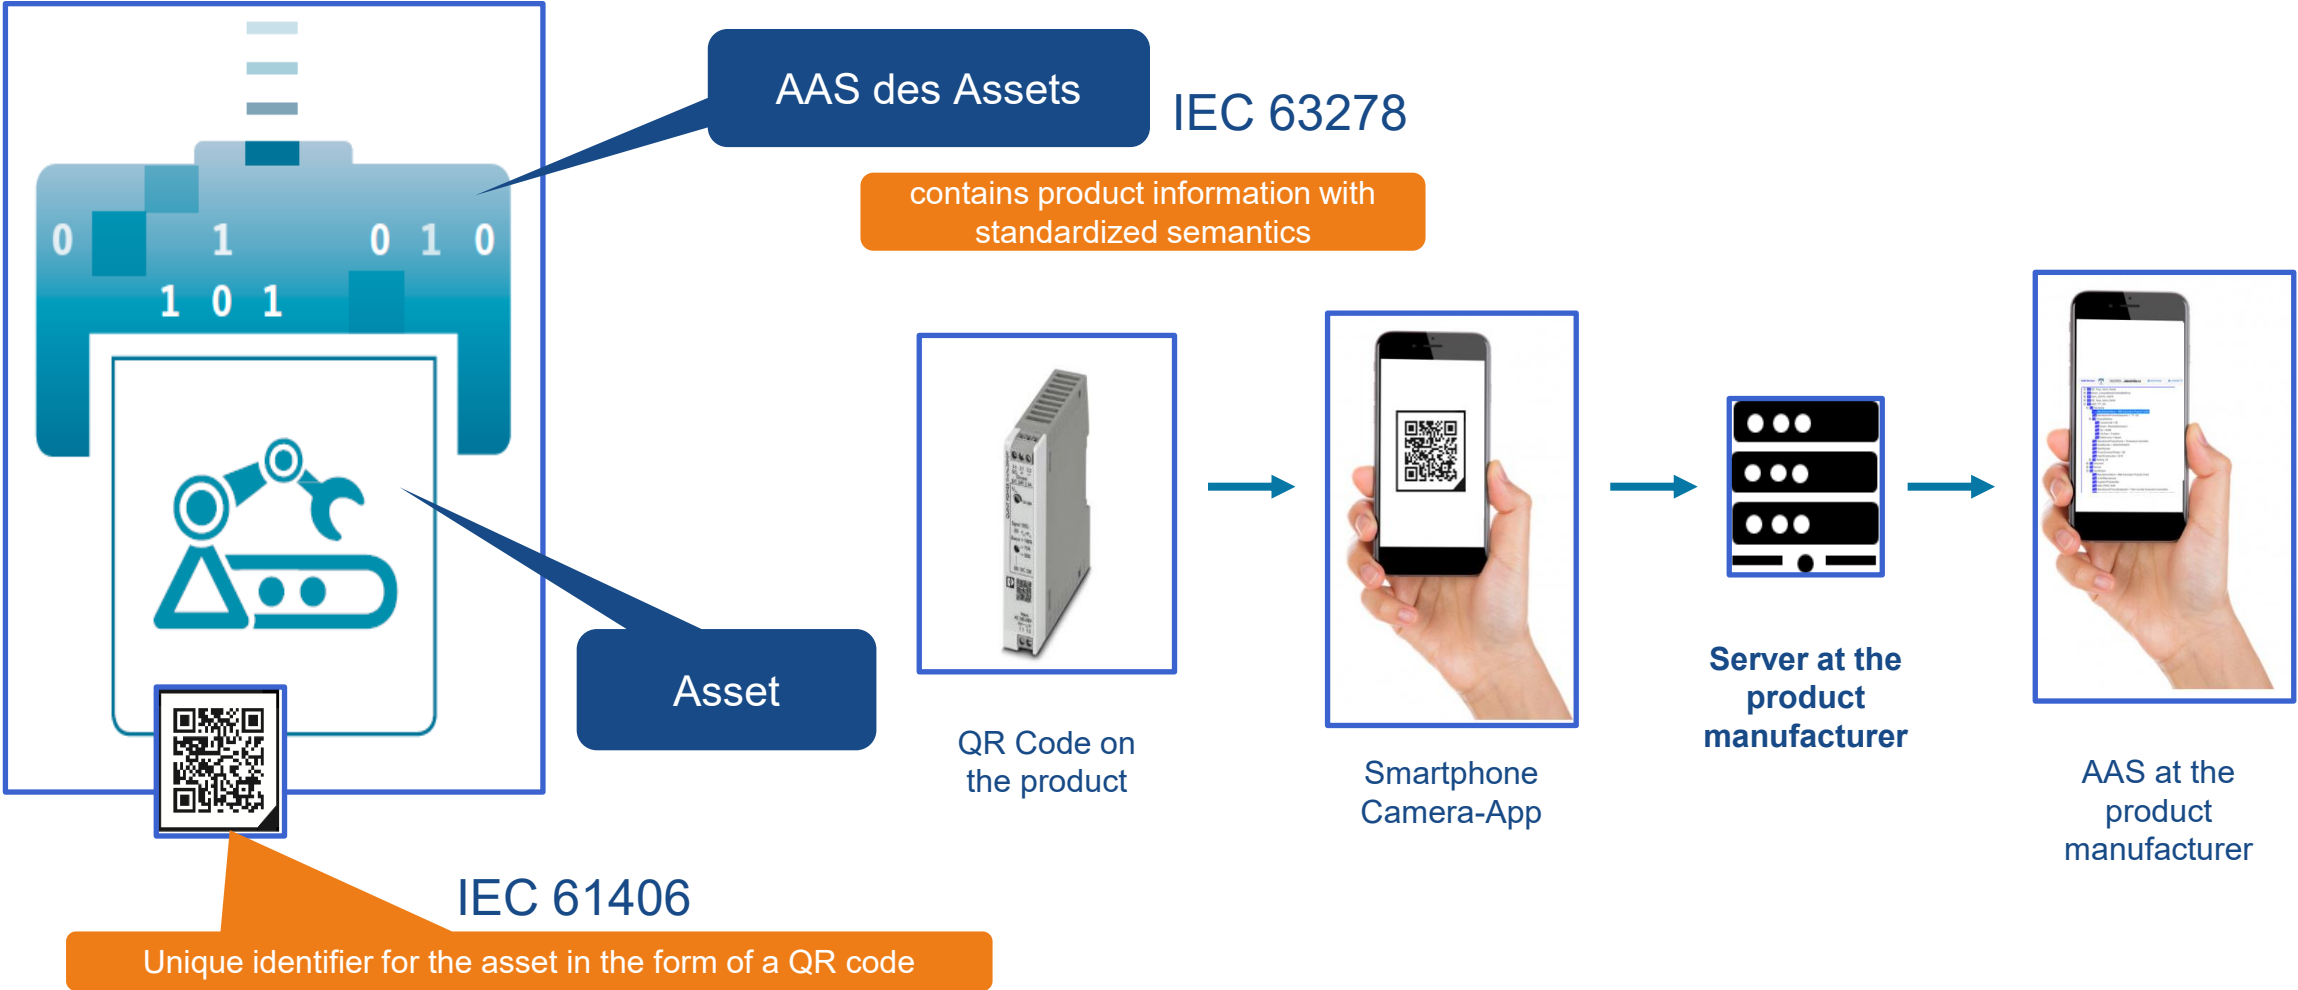 AAS des Assets
IEC 63278
contains product information with
standardized semantics
0 1 0 1 0
1 0 1
Asset
QR Code on
the product
Smartphone
Camera-App
Server at the
product
manufacturer
AAS at the
product
manufacturer
IEC 61406
Unique identifier for the asset in the form of a QR code